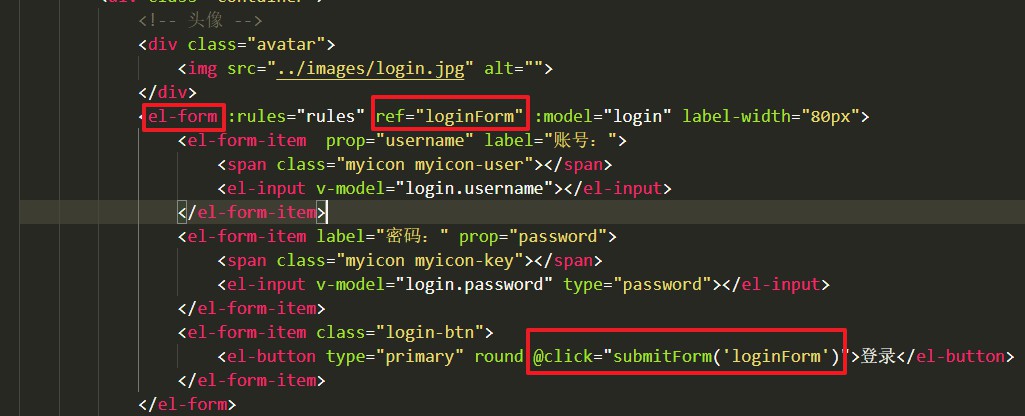 <div class="container">
<!-- 头像 -->
<div class="avatar">
<img src="../images/login.jpg" alt="">
</div>
<el-form :rules="rules" ref="loginForm" :model="login" label-width="80px">
<el-form-item  prop="username" label="账号：">
<span class="myicon myicon-user"></span>
<el-input v-model="login.username"></el-input>
</el-form-item>
<el-form-item label="密码：" prop="password">
<span class="myicon myicon-key"></span>
<el-input v-model="login.password" type="password"></el-input>
</el-form-item>
<el-form-item class="login-btn">
<el-button type="primary" round @click="submitForm('loginForm')">登录</el-button>
</el-form-item>
</el-form>